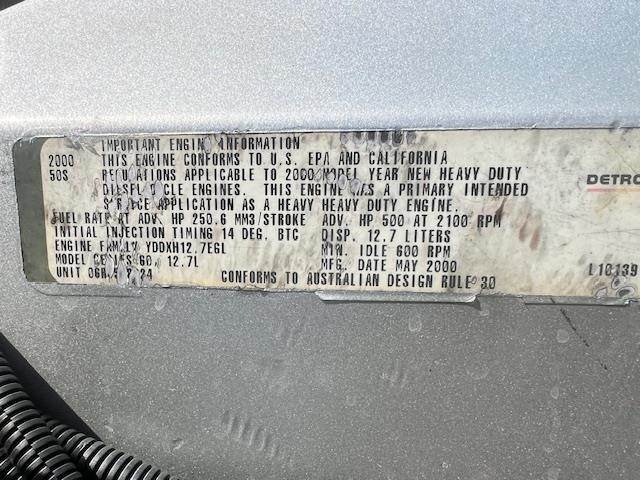 IMPORTANT ENGINE INFORMATION
2000 THIS ENGINE CONFORMS TO U.S. EPA AND CALIFORNIA
50S REGULATIONS APPLICABLE TO 2000 MODEL YEAR NEW HEAVY DUTY
DIESEL CYCLE ENGINES. THIS ENGINE HAS A PRIMARY INTENDED
SERVICE APPLICATION AS A HEAVY HEAVY DUTY ENGINE.
FUEL RATE AT ADV. HP 250.6 MM3/STROKE ADV. HP 500 AT 2100 RPM
INITIAL INJECTION TIMING 14 DEG. BTC DISP. 12.7 LITERS
ENGINE FAMILY YDDXH12.7EGL MIN. IDLE 600 RPM
MODEL SERIES 60, 12.7L MFG. DATE MAY 2000
UNIT CONFORMS TO AUSTRALIAN DESIGN RULE 30
DETRO
L10139